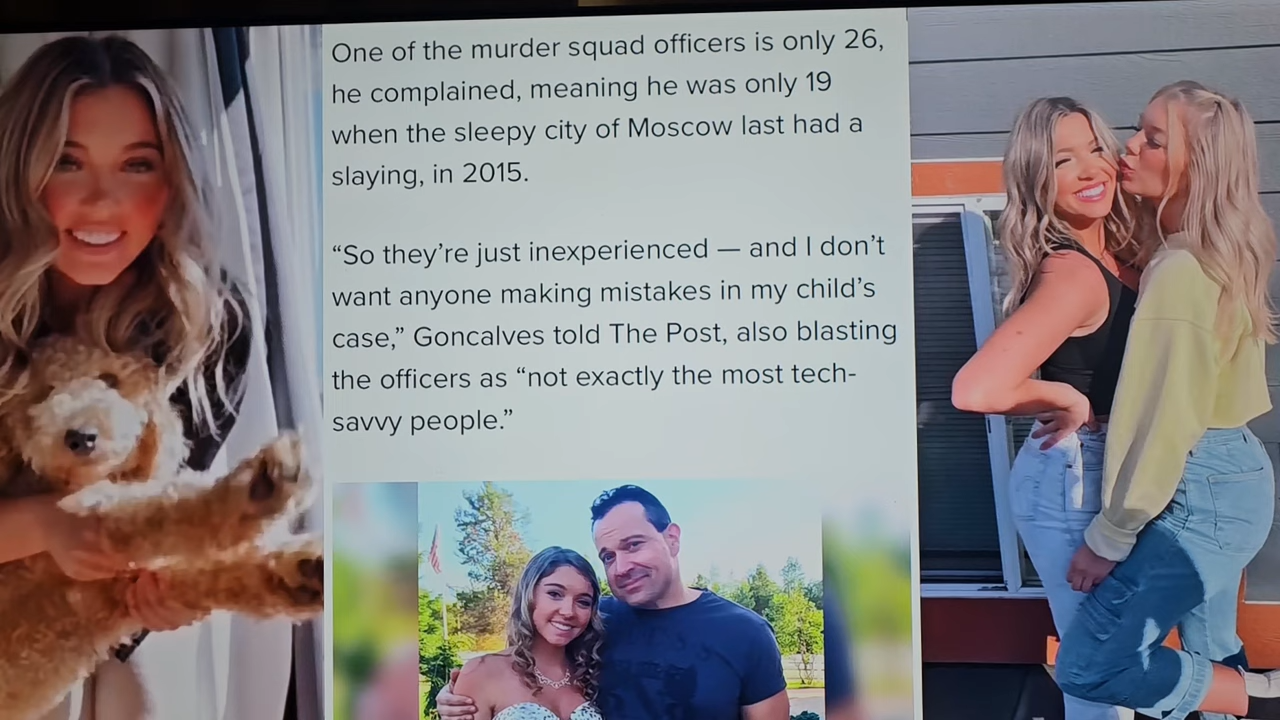 One of the murder squad officers is only 26,
he complained, meaning he was only 19
when the sleepy city of Moscow last had a
slaying, in 2015.
“So they’re just inexperienced — and I don’t
want anyone making mistakes in my child’s
case,” Goncalves told The Post, also blasting
the officers as “not exactly the most tech-
savvy people.”